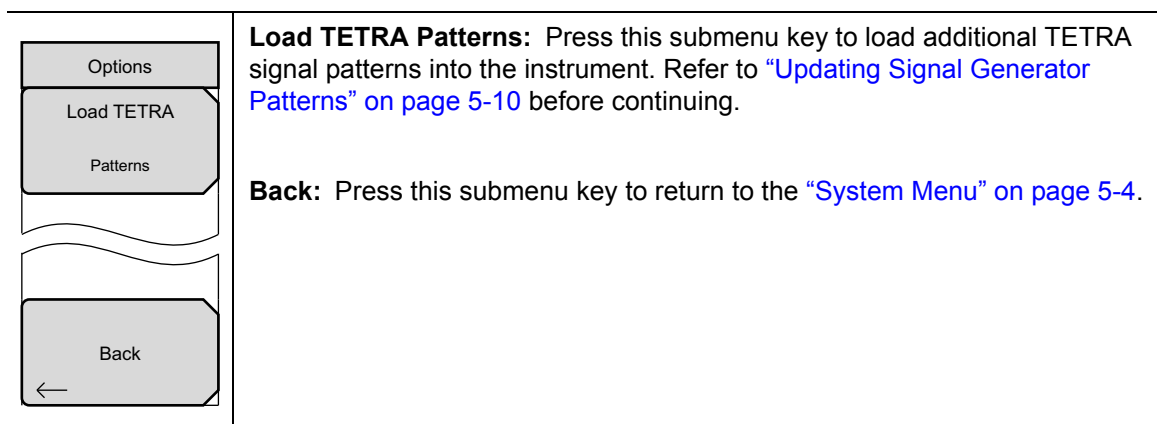 Options
Load TETRA
Patterns
Back
Load TETRA Patterns: Press this submenu key to load additional TETRA
signal patterns into the instrument. Refer to “Updating Signal Generator
Patterns” on page 5-10 before continuing.
Back: Press this submenu key to return to the “System Menu” on page 5-4.